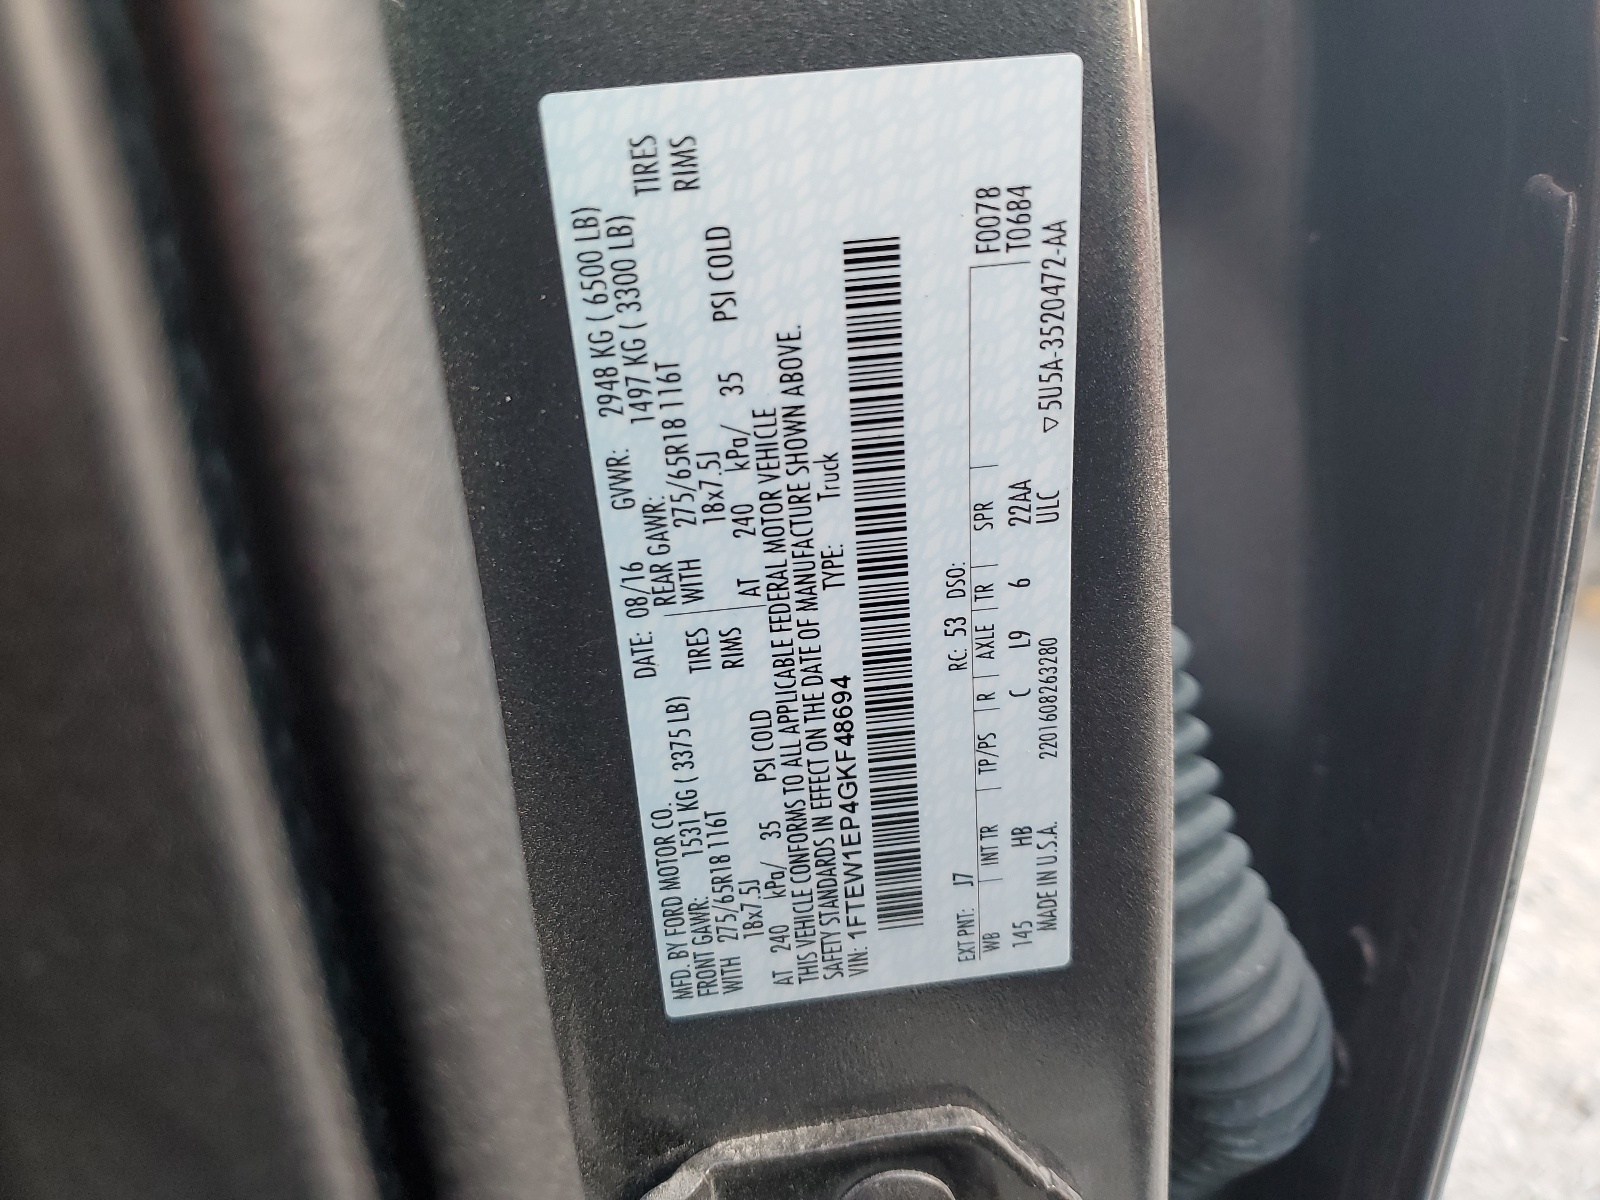 MFD. BY FORD MOTOR CO.
DATE: 08/16 GVWR: 2948 KG ( 6500 LB)
FRONT GAWR: 1531 KG ( 3375 LB) REAR GAWR: 1497 KG ( 3300 LB)
WITH 275/65R18 116T TIRES WITH 275/65R18 116T TIRES
18x7.5J RIMS 18x7.5J RIMS
AT 240 kPa/ 35 PSI COLD AT 240 kPa/ 35 PSI COLD
THIS VEHICLE CONFORMS TO ALL APPLICABLE FEDERAL MOTOR VEHICLE
SAFETY STANDARDS IN EFFECT ON THE DATE OF MANUFACTURE SHOWN ABOVE.
VIN: 1FTEW1EP4GKF48694 TYPE: Truck
EXT PNT: J7 RC: 53 DSO: F0078
WB INT TR TP/PS R AXLE TR SPR T0684
145 HB C L9 6 22AA
ULC
MADE IN U.S.A. 2201608263280 ▽5U5A-3520472-AA